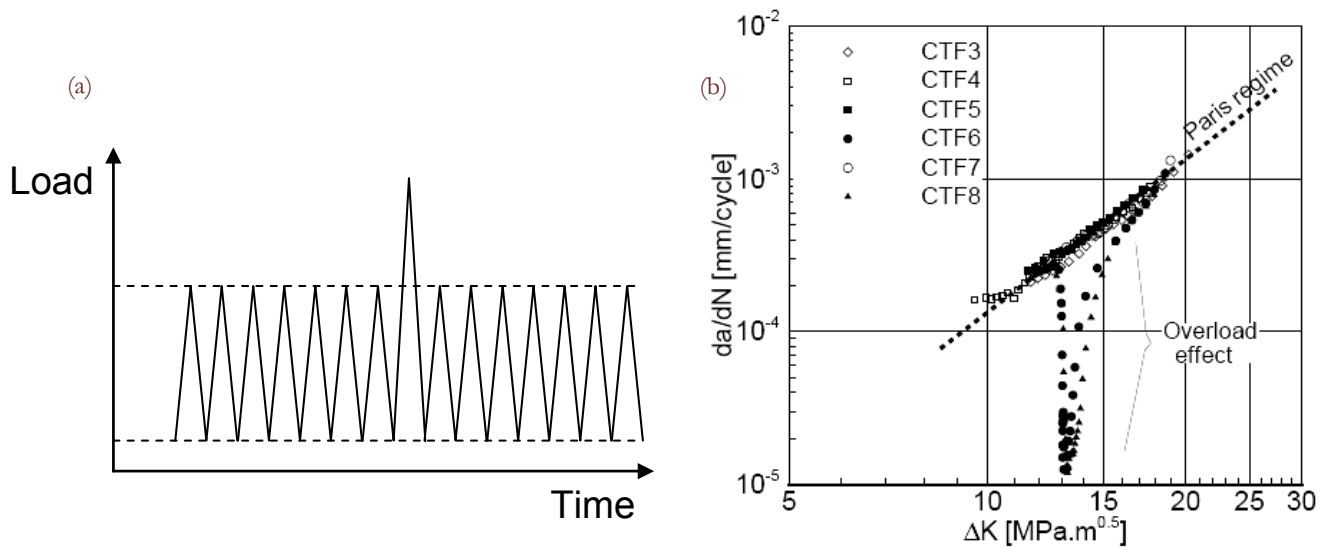 (a)
Load
Time
(b)
10⁻²
10⁻³
10⁻⁴
10⁻⁵
da/dN [mm/cycle]
CTF3
CTF4
CTF5
CTF6
CTF7
CTF8
Paris regime
Overload
effect
5 10 15 20 25 30
ΔK [MPa.m⁰·⁵]